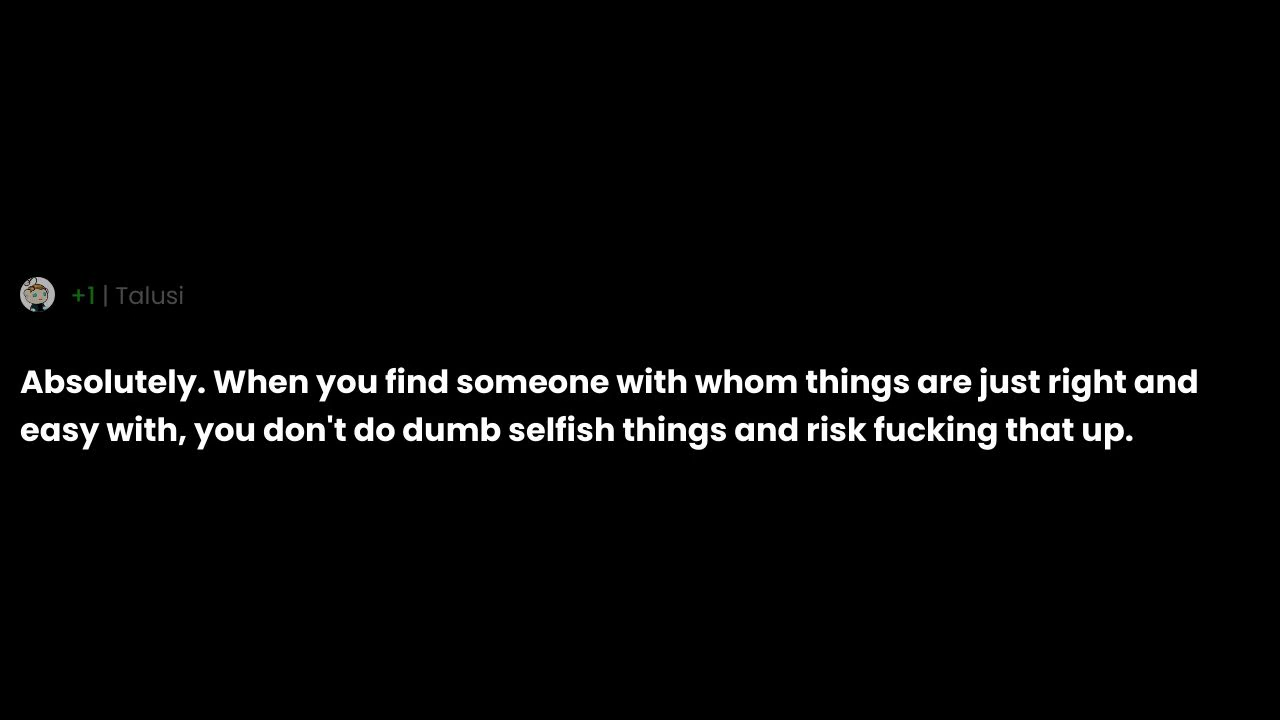 +1 | Talusi
Absolutely. When you find someone with whom things are just right and
easy with, you don't do dumb selfish things and risk fucking that up.